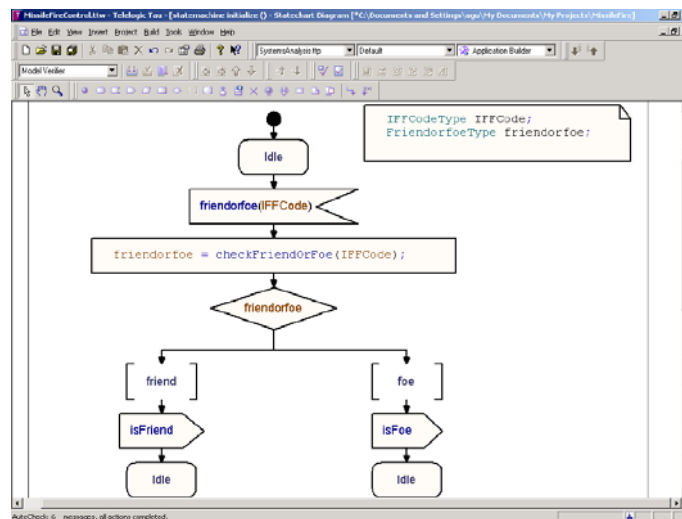 MissileFireControl.ttw - Telelogic Tau - [statemachine initialize () - Statechart Diagram [*C:\Documents and Settings\agu\My Documents\My Projects\MissileFire]
File Edit View Insert Project Build Tools Window Help
SystemsAnalysis ttp Default Application Builder
Model Verifier
IFFCodeType IFFCode;
FriendorfoeType friendorfoe;
Idle
friendorfoe(IFFCode)
friendorfoe = checkFriendOrFoe(IFFCode);
friendorfoe
friend foe
isFriend isFoe
Idle Idle
AutoCheck: 6 messages, all actions completed.